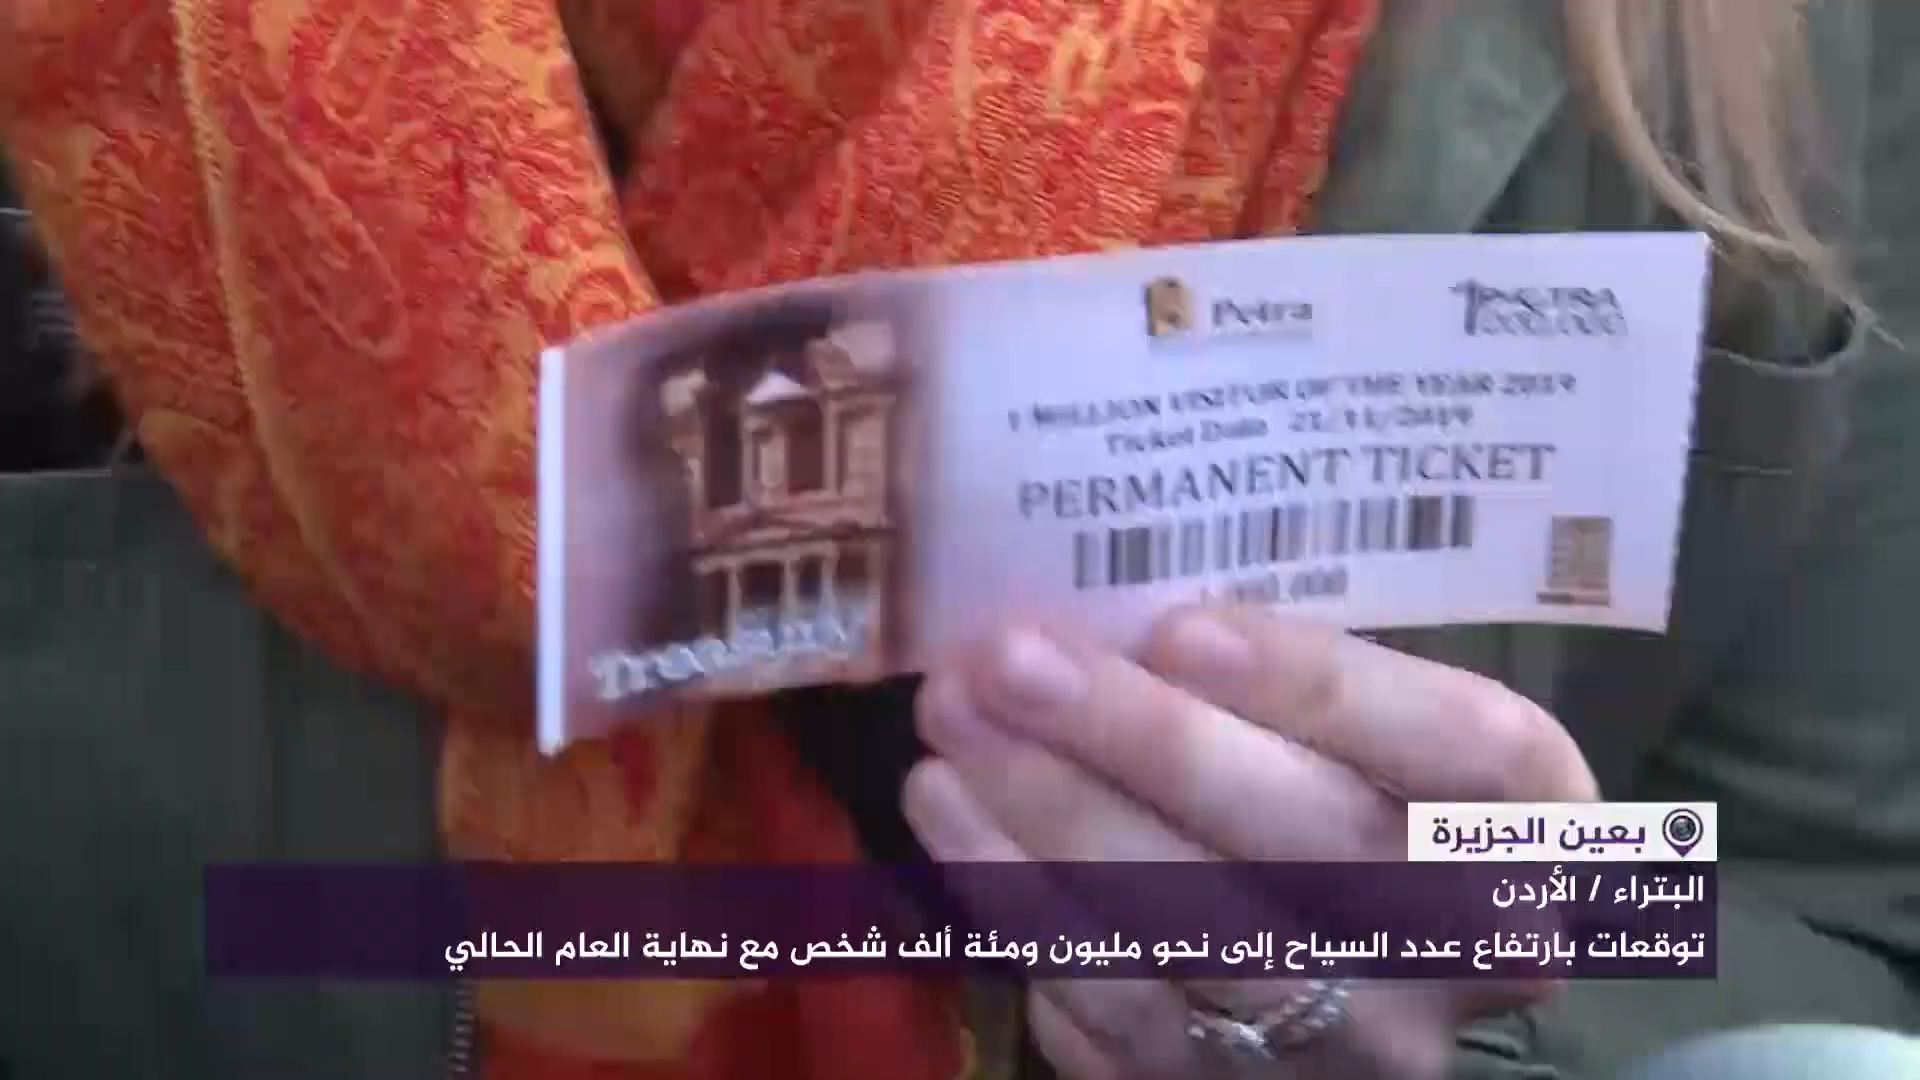 Petra
1 MILLION VISITOR OF THE YEAR 2019
Ticket Date 21/11/2019
PERMANENT TICKET
Treasury
بعين الجزيرة
البتراء / الأردن
توقعات بارتفاع عدد السياح إلى نحو مليون ومئة ألف شخص مع نهاية العام الحالي